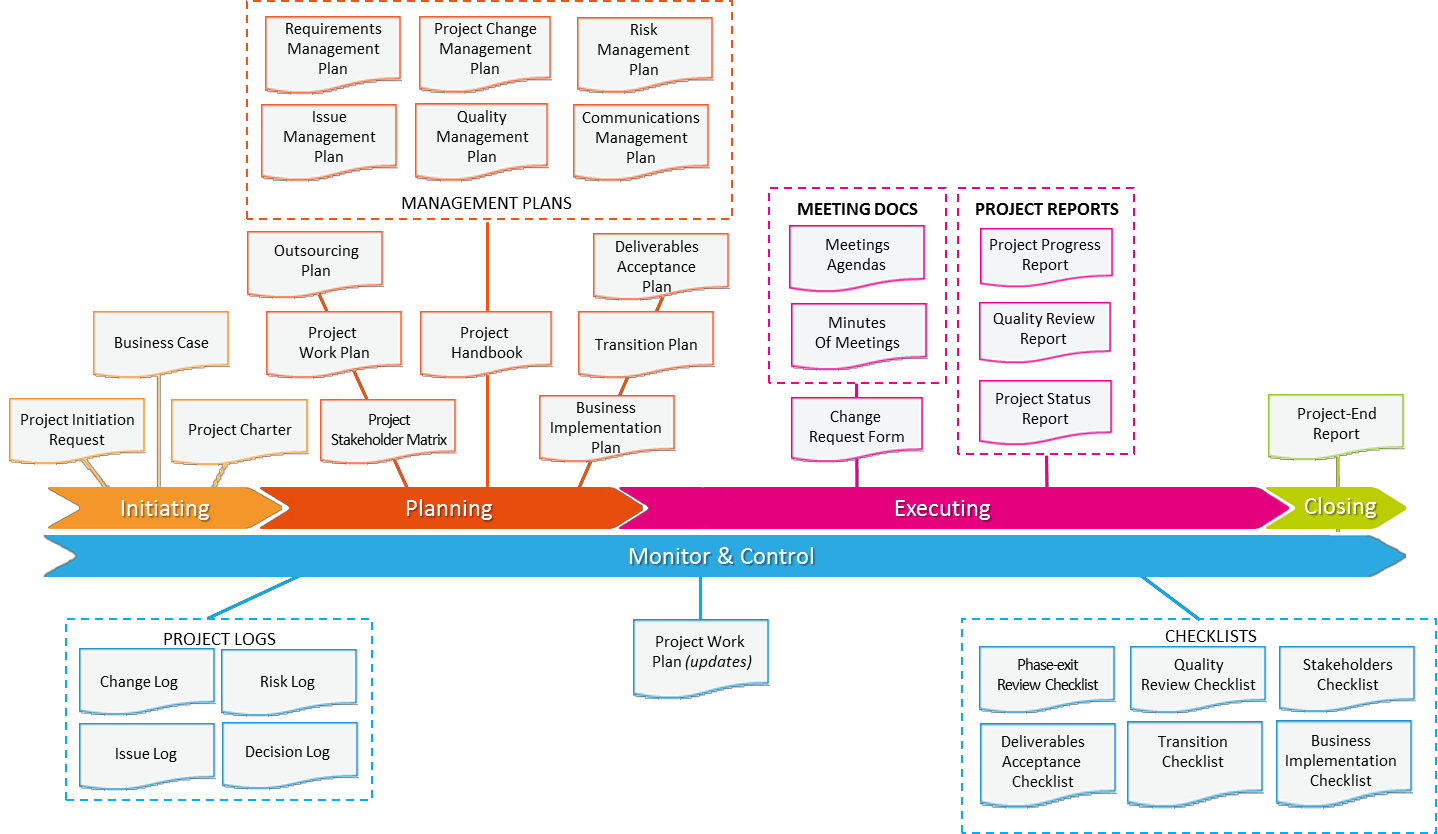 Requirements
Management
Plan
Project Change
Management
Plan
Risk
Management
Plan
Issue
Management
Plan
Quality
Management
Plan
Communications
Management
Plan
MANAGEMENT PLANS
Outsourcing
Plan
Deliverables
Acceptance
Plan
Project
Work Plan
Project
Handbook
Transition Plan
Business Case
Project Initiation
Request
Project Charter
Project
Stakeholder Matrix
Business
Implementation
Plan
MEETING DOCS
Meetings
Agendas
Minutes
Of Meetings
Change
Request Form
PROJECT REPORTS
Project Progress
Report
Quality Review
Report
Project Status
Report
Project-End
Report
Initiating
Planning
Executing
Closing
Monitor & Control
PROJECT LOGS
Change Log
Risk Log
Issue Log
Decision Log
Project Work
Plan (updates)
CHECKLISTS
Phase-exit
Review Checklist
Quality
Review Checklist
Stakeholders
Checklist
Deliverables
Acceptance
Checklist
Transition
Checklist
Business
Implementation
Checklist